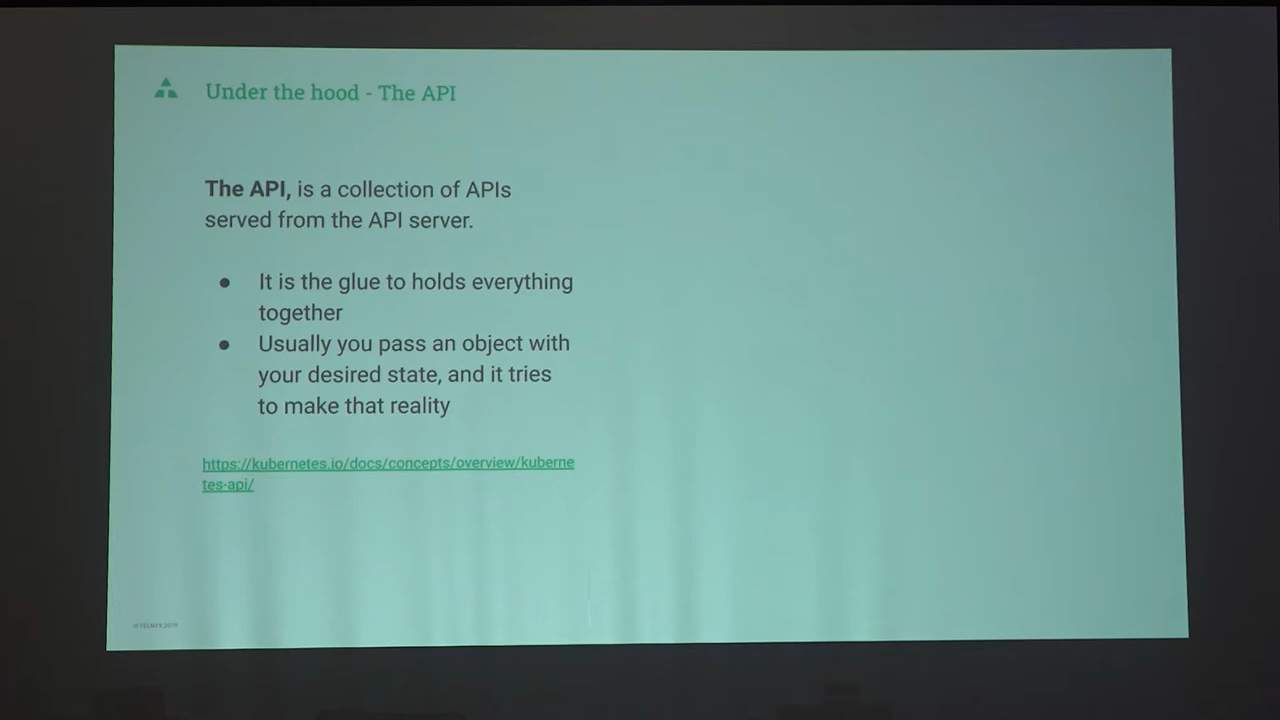 Under the hood - The API
The API, is a collection of APIs
served from the API server.
● It is the glue to holds everything
together
● Usually you pass an object with
your desired state, and it tries
to make that reality
https://kubernetes.io/docs/concepts/overview/kuberne
tes-api/
© TELNYX 2019